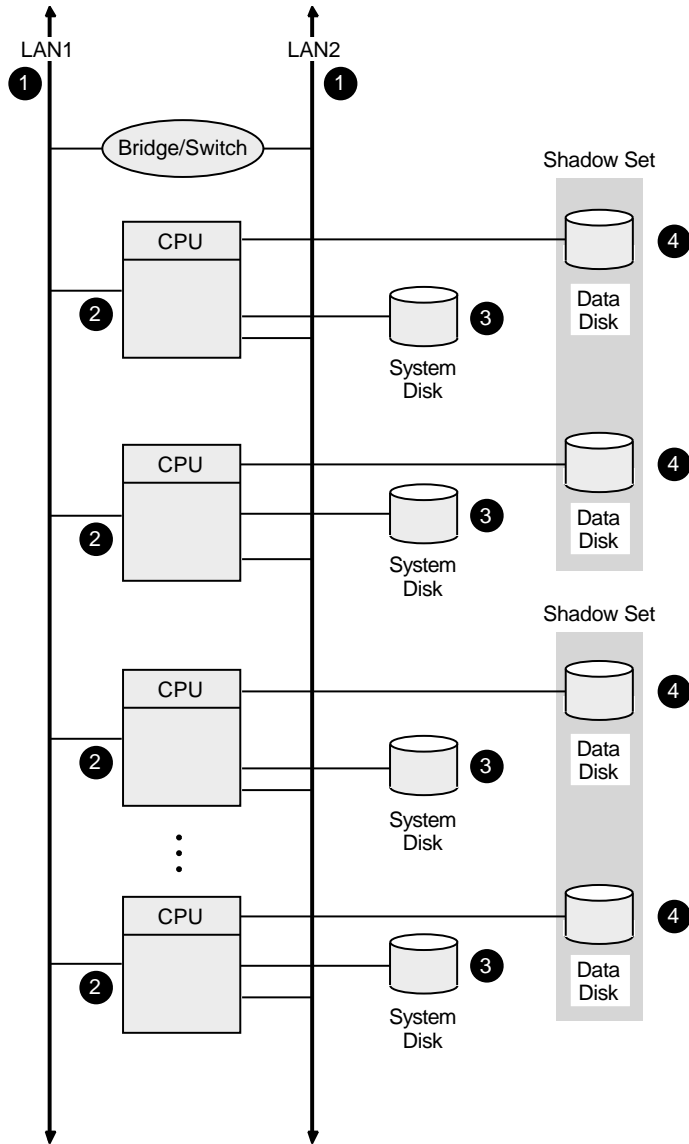 LAN1
LAN2
1
1
Bridge/Switch
Shadow Set
CPU
4
2
Data
Disk
3
System
Disk
CPU
4
2
3
Data
Disk
System
Disk
Shadow Set
CPU
4
2
Data
Disk
3
System
Disk
CPU
4
2
3
Data
Disk
System
Disk